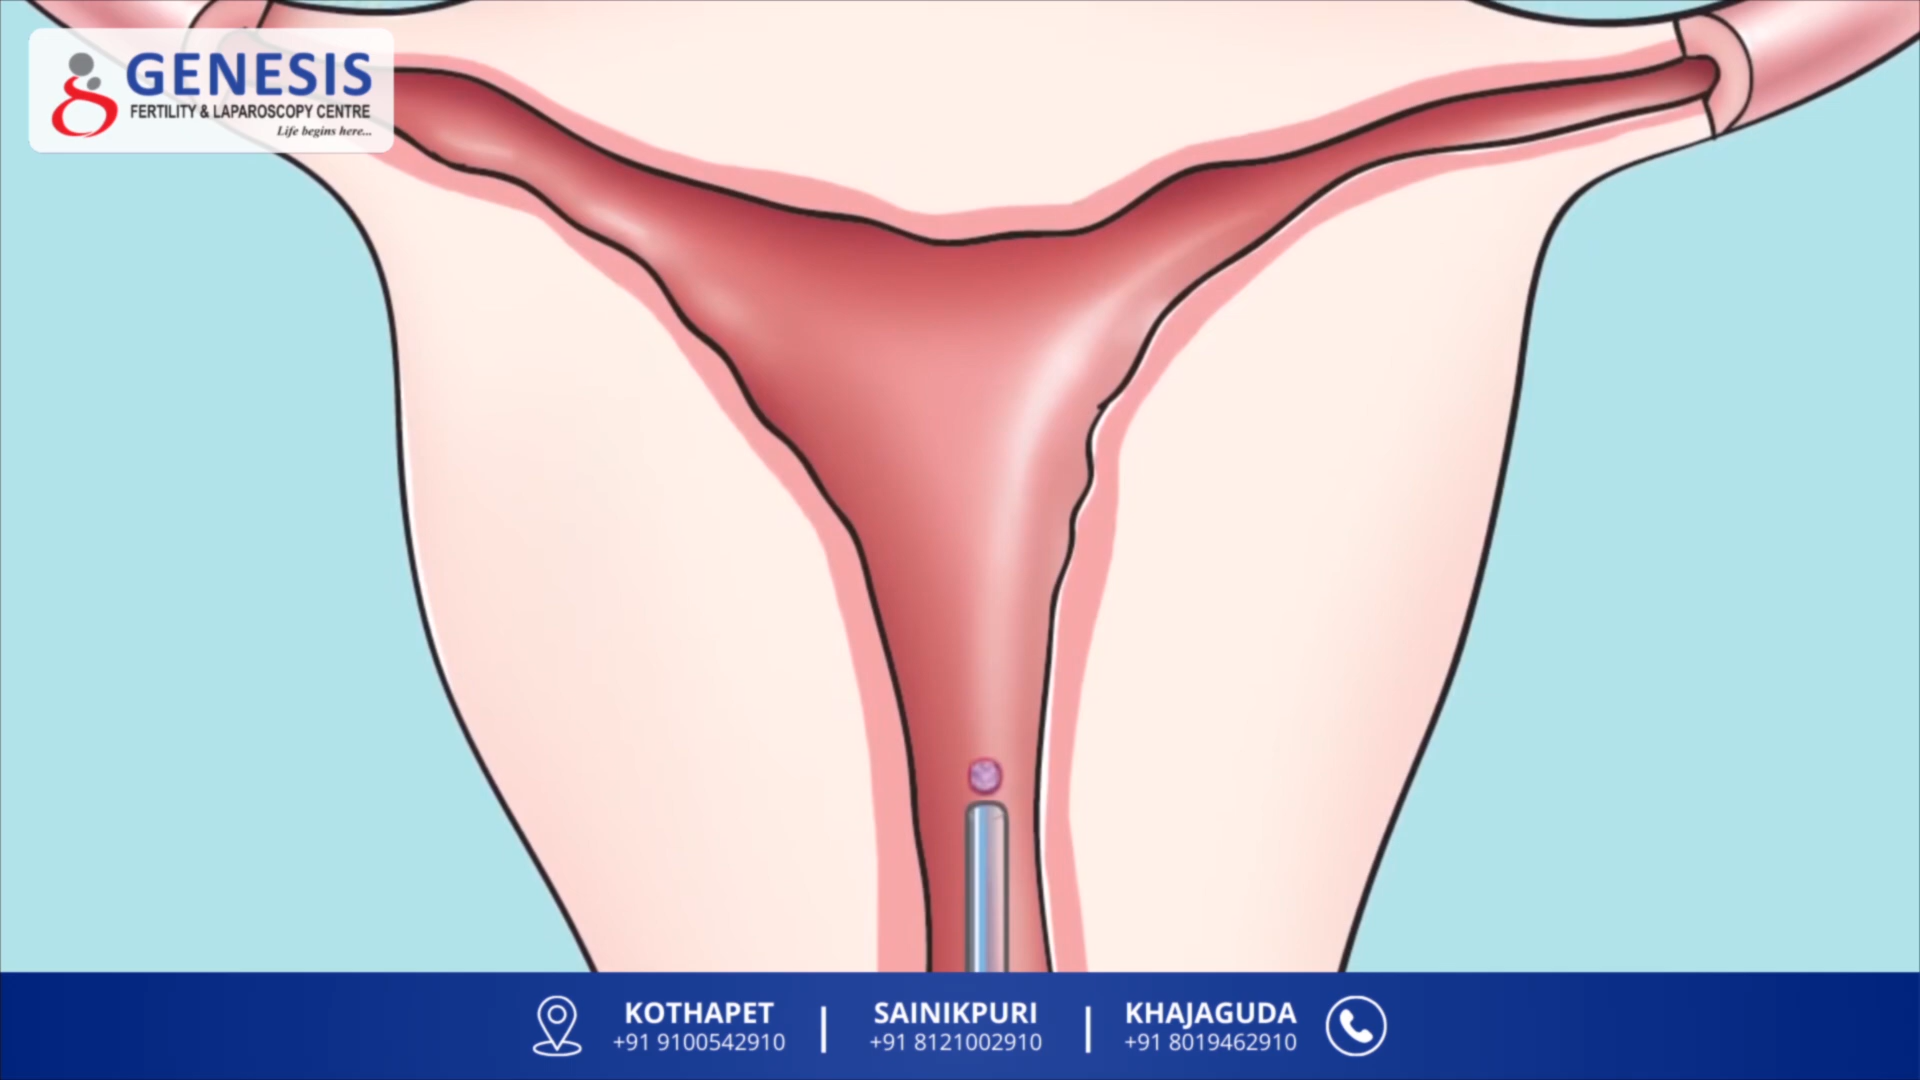 GENESIS
FERTILITY & LAPAROSCOPY CENTRE
Life begins here...
KOTHAPET
+91 9100542910
SAINIKPURI
+91 8121002910
KHAJAGUDA
+91 8019462910